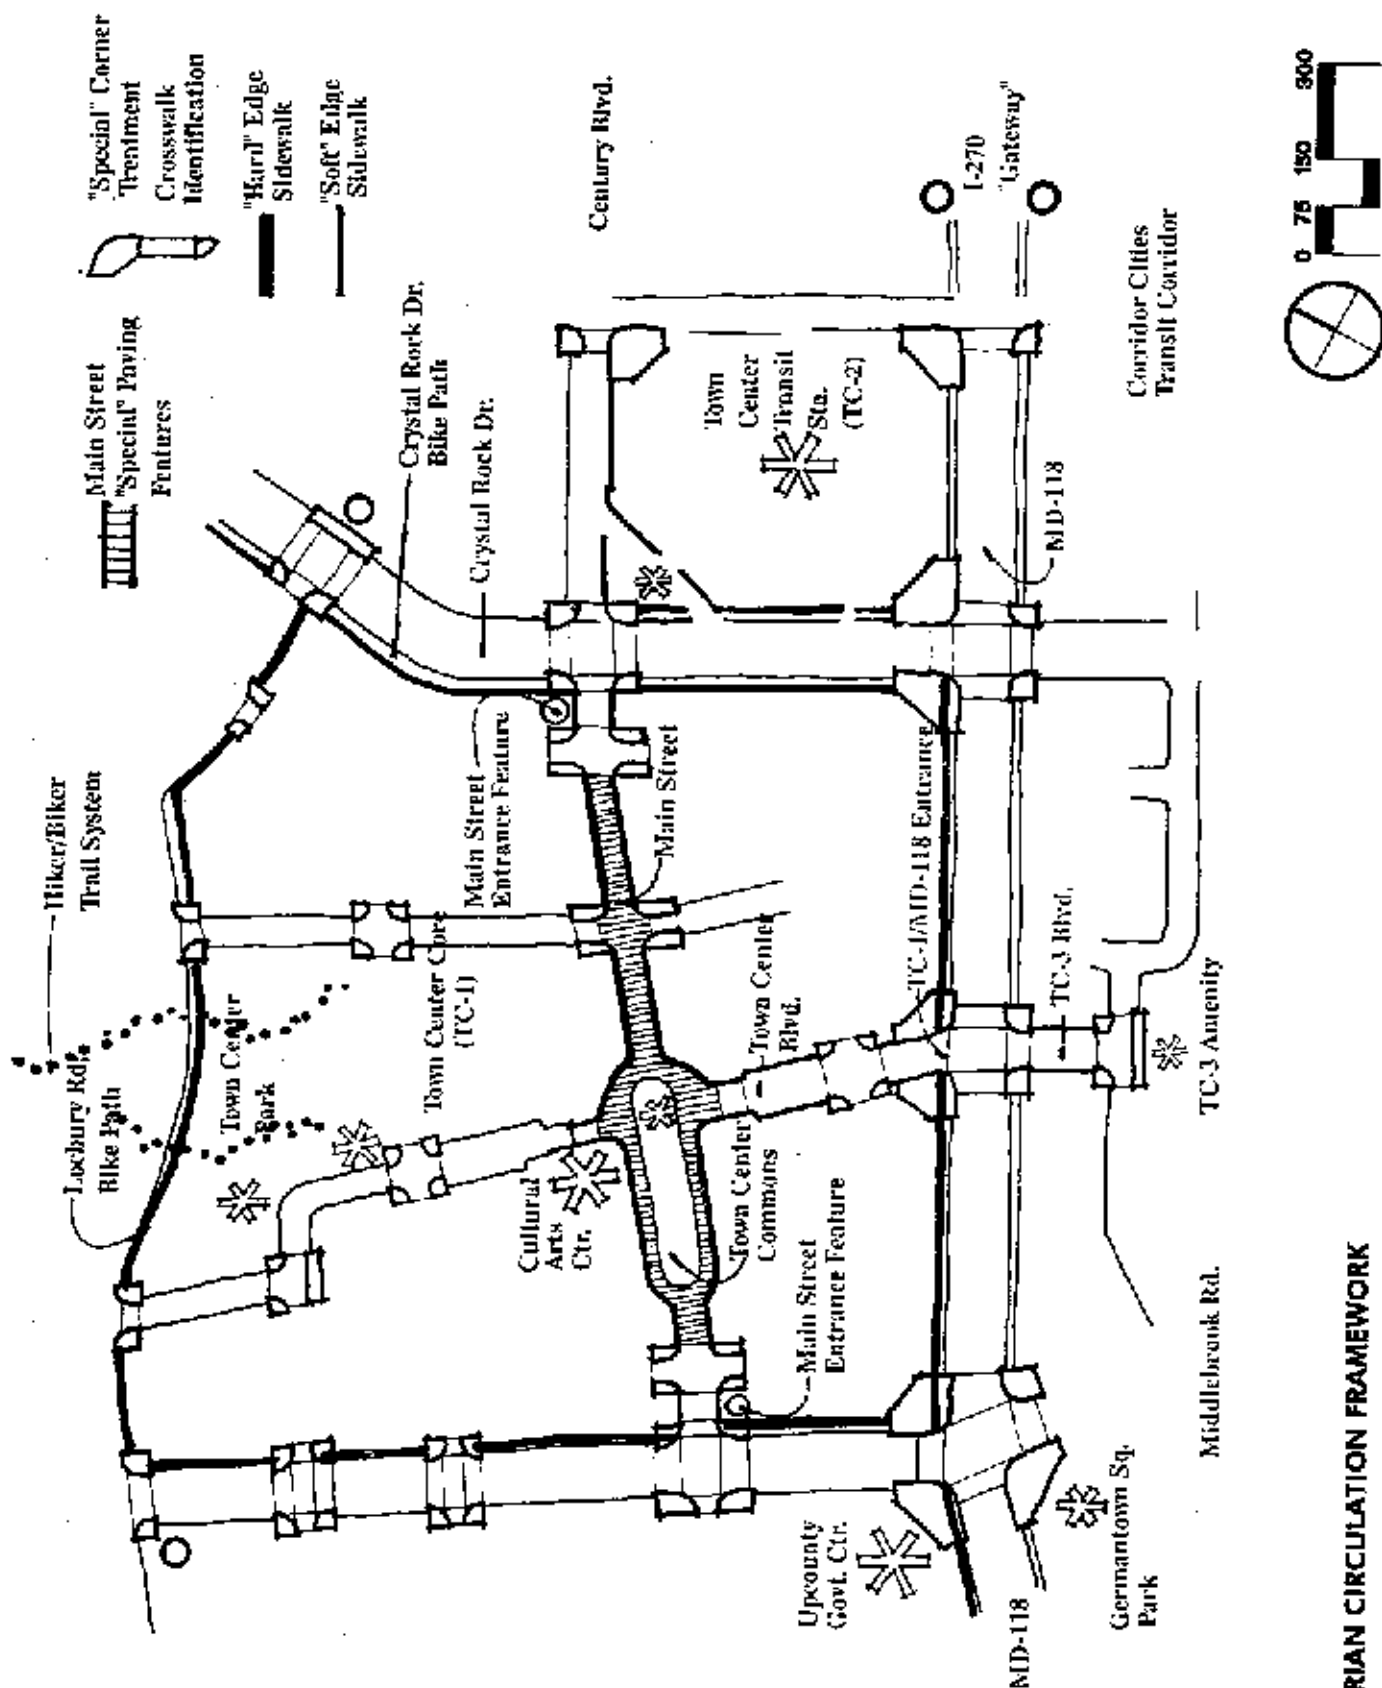 "Special" Corner
Treatment
Crosswalk
Identification
"Hard" Edge
Sidewalk
"Soft" Edge
Sidewalk
Main Street
"Special" Paving
Features
Hiker/Biker
Trail System
Crystal Rock Dr.
Bike Path
Crystal Rock Dr.
Century Blvd.
I-270
"Gateway"
Town
Center
Transit
Sta.
(TC-2)
Corridor Cities
Transit Corridor
MD-118
Main Street
Entrance Feature
Main Street
Locbury Rd.
Bike Path
Town Center
Park
Town Center Core
(TC-1)
Town Center
Blvd.
TC-1/MD-118 Entrance
TC-3 Blvd.
TC-3 Amenity
Cultural
Arts
Ctr.
Town Center
Commons
Main Street
Entrance Feature
Middlebrook Rd.
Upcounty
Govt. Ctr.
MD-118
Germantown Sq.
Park
0 75 150 300
RIAN CIRCULATION FRAMEWORK